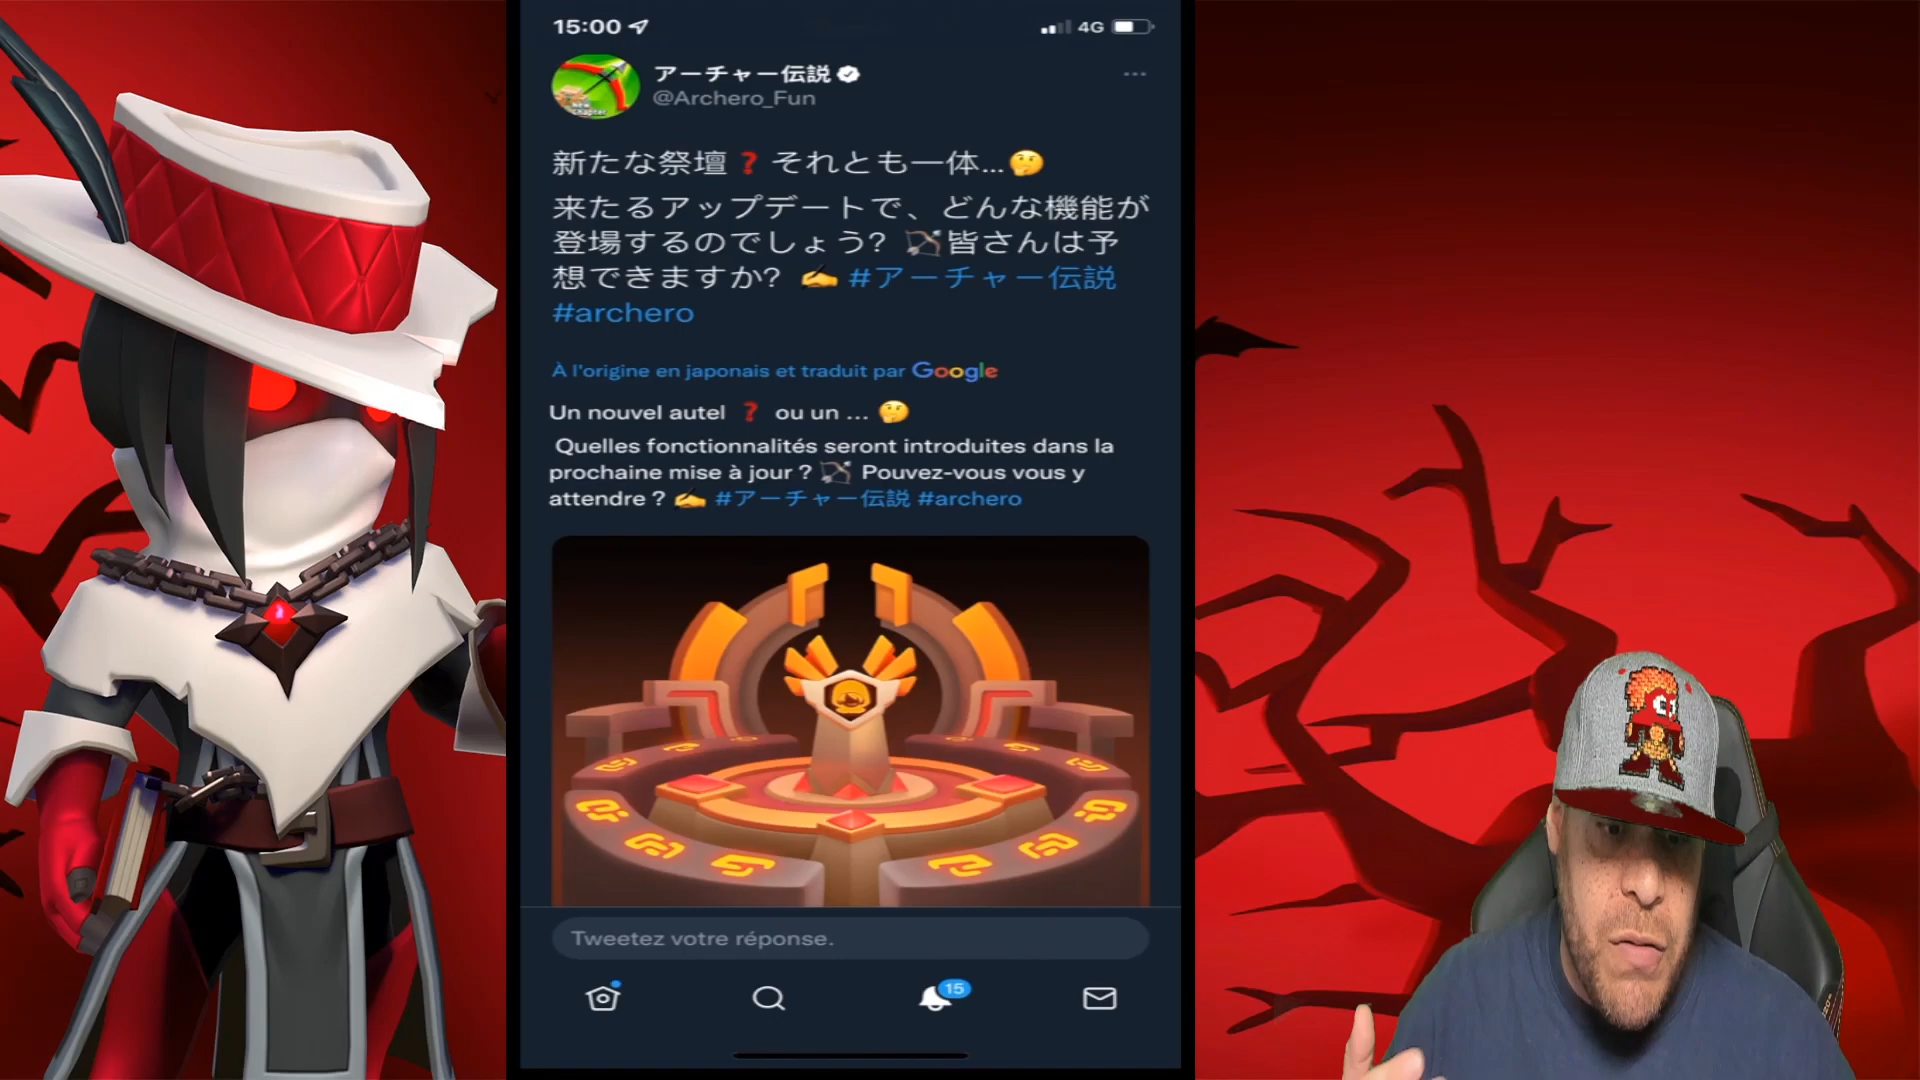 15:00
4G
アーチャー伝説
@Archero_Fun
新たな祭壇❓それとも一体...🤔
来たるアップデートで、どんな機能が
登場するのでしょう? 🏹皆さんは予
想できますか? ✍️ #アーチャー伝説
#archero
À l'origine en japonais et traduit par Google
Un nouvel autel ❓ ou un ... 🤔
Quelles fonctionnalités seront introduites dans la
prochaine mise à jour ? 🏹 Pouvez-vous vous y
attendre ? ✍️ #アーチャー伝説 #archero
Tweetez votre réponse.
15